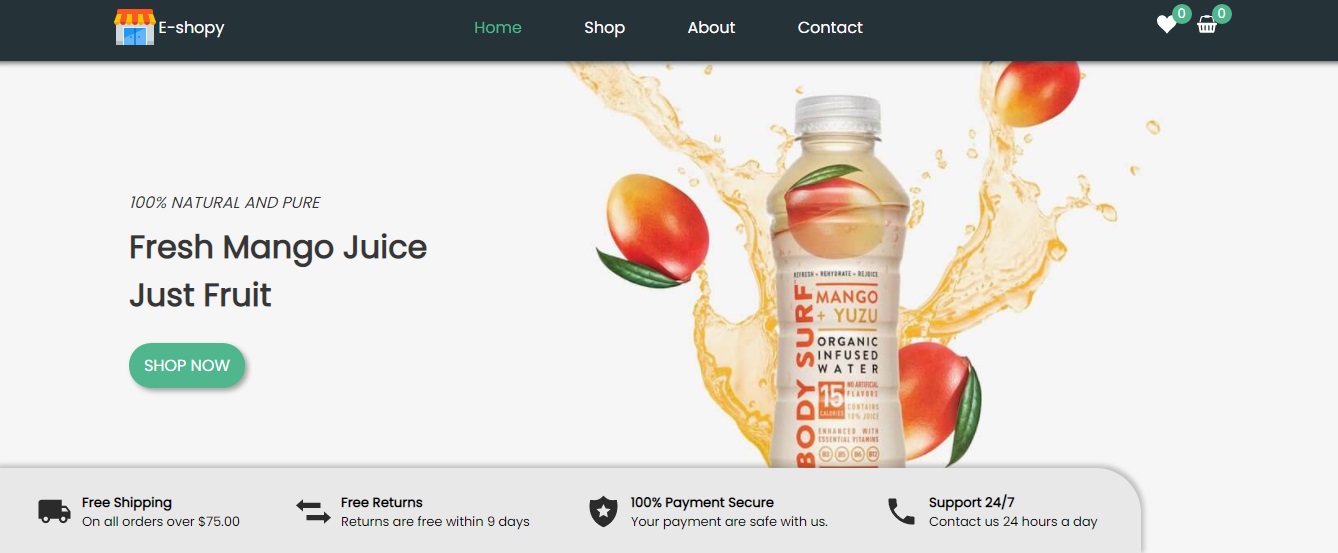 E-shopy
Home
Shop
About
Contact
0
0
100% NATURAL AND PURE
Fresh Mango Juice
Just Fruit
SHOP NOW
REFRESH + REHYDRATE + REJUICE
BODY SURF
MANGO
+ YUZU
ORGANIC
INFUSED
WATER
15
CALORIES
NO ARTIFICIAL
FLAVORS
CONTAINS
10% JUICE
ENHANCED WITH
ESSENTIAL VITAMINS
B3 B5 B6
Free Shipping
On all orders over $75.00
Free Returns
Returns are free within 9 days
100% Payment Secure
Your payment are safe with us.
Support 24/7
Contact us 24 hours a day